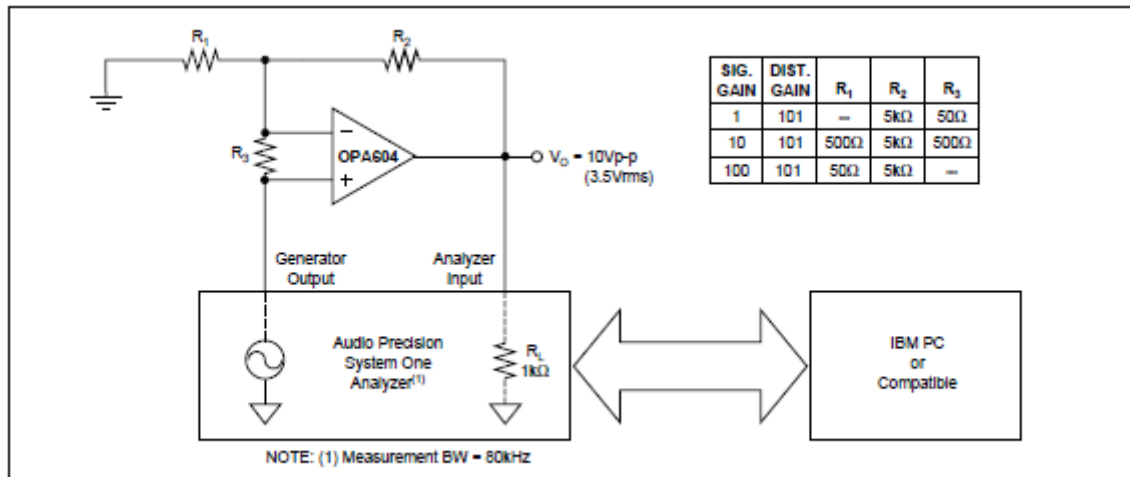 R1
R2
R3
OPA604
−
+
VO = 10Vp-p
(3.5Vrms)
SIG. GAIN DIST. GAIN R1 R2 R3
1 101 — 5kΩ 50Ω
10 101 500Ω 5kΩ 500Ω
100 101 50Ω 5kΩ —
Generator
Output
Analyzer
Input
Audio Precision
System One
Analyzer(1)
RL
1kΩ
IBM PC
or
Compatible
NOTE: (1) Measurement BW = 80kHz